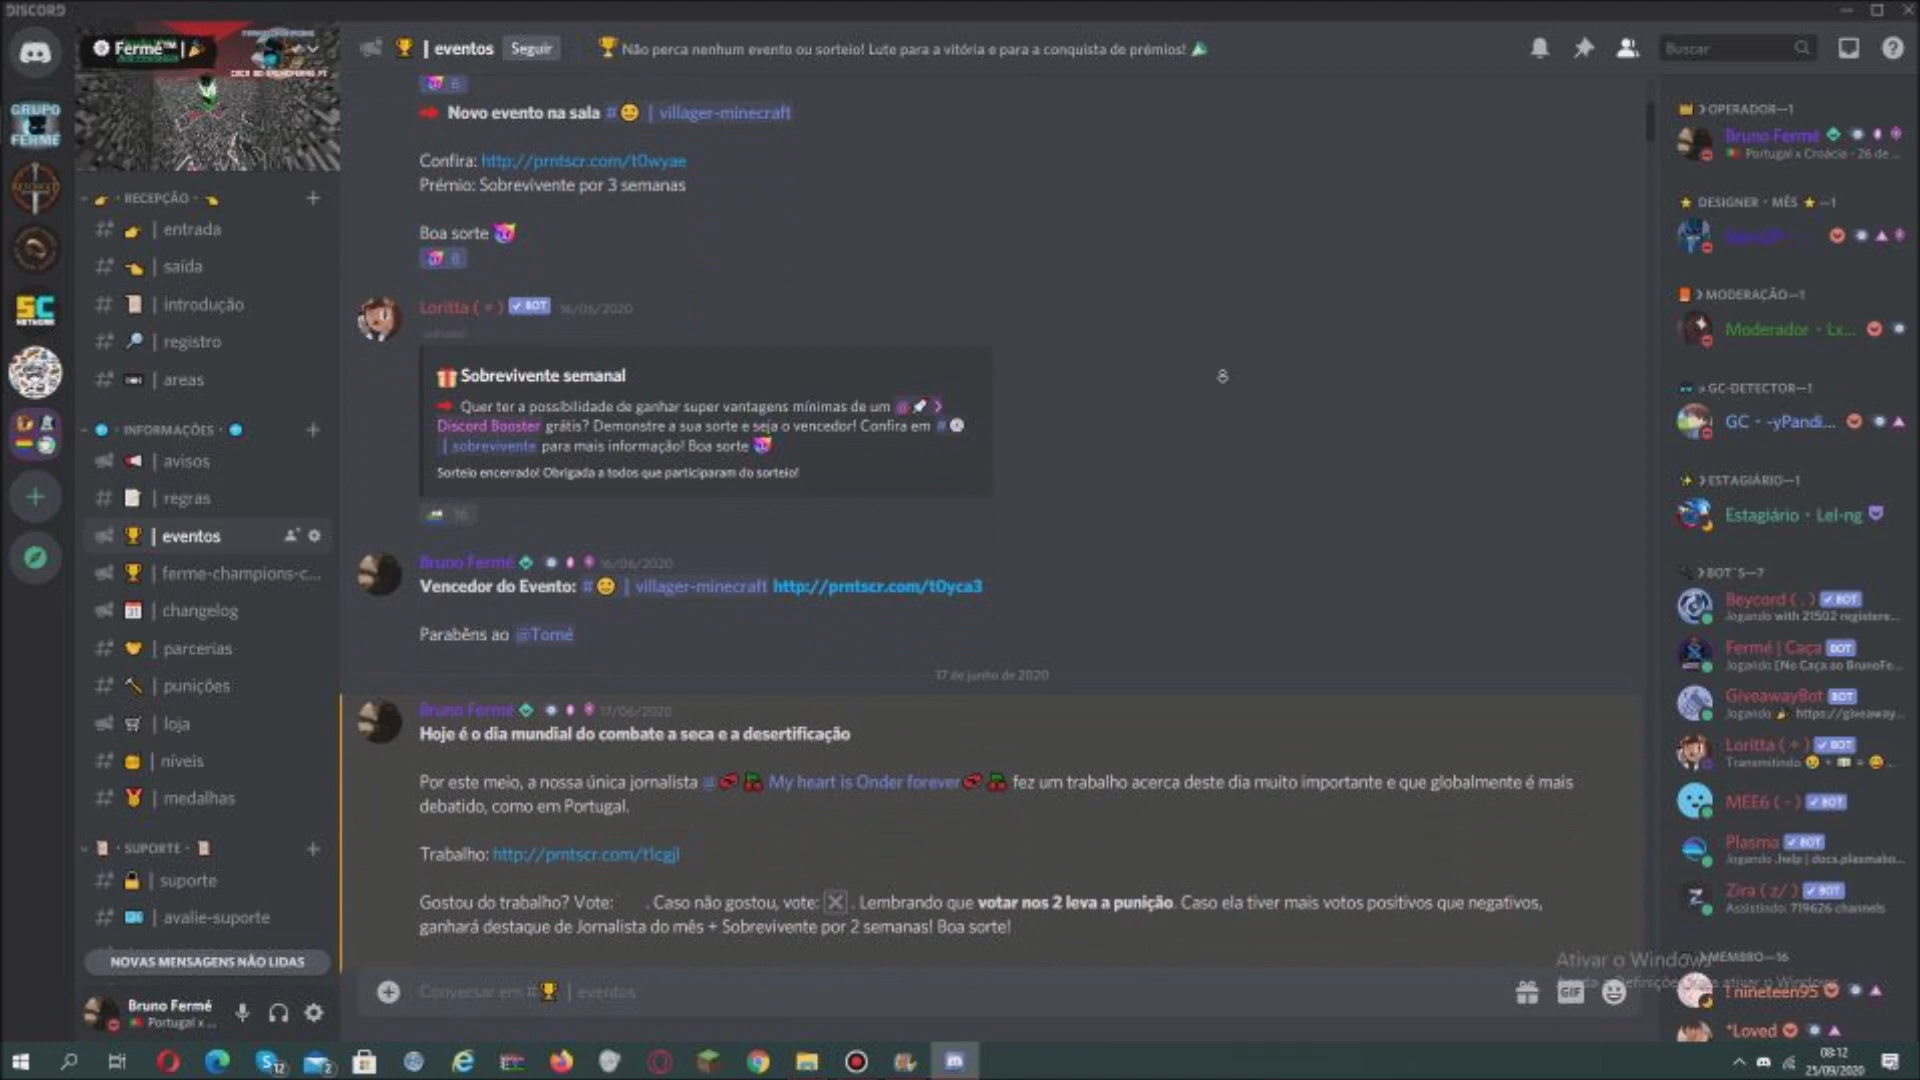 DISCORD
Fermé™ |
GRUPO
FERME
SC
NETWORK
· RECEPÇÃO ·
| entrada
| saída
| introdução
| registro
| areas
· INFORMAÇÕES ·
| avisos
| regras
| eventos
| ferme-champions-c...
| changelog
| parcerias
| punições
| loja
| níveis
| medalhas
· SUPORTE ·
| suporte
| avalie-suporte
NOVAS MENSAGENS NÃO LIDAS
Bruno Fermé
Portugal x ...
| eventos
Seguir
Não perca nenhum evento ou sorteio! Lute para a vitória e para a conquista de prémios!
Buscar
6
Novo evento na sala # | villager-minecraft
Confira: http://prntscr.com/t0wyae
Prémio: Sobrevivente por 3 semanas
Boa sorte
8
Loritta ( + ) BOT 16/06/2020
Sobrevivente semanal
Quer ter a possibilidade de ganhar super vantagens mínimas de um @
Discord Booster grátis? Demonstre a sua sorte e seja o vencedor! Confira em #
| sobrevivente para mais informação! Boa sorte
Sorteio encerrado! Obrigada a todos que participaram do sorteio!
Bruno Fermé 16/06/2020
Vencedor do Evento: # | villager-minecraft http://prntscr.com/t0yca3
Parabéns ao @Tomé
17 de junho de 2020
Bruno Fermé 17/06/2020
Hoje é o dia mundial do combate a seca e a desertificação
Por este meio, a nossa única jornalista @ My heart is Onder forever fez um trabalho acerca deste dia muito importante e que globalmente é mais
debatido, como em Portugal.
Trabalho: http://prntscr.com/t1cgjl
Gostou do trabalho? Vote: . Caso não gostou, vote: . Lembrando que votar nos 2 leva a punição. Caso ela tiver mais votos positivos que negativos,
ganhará destaque de Jornalista do mês + Sobrevivente por 2 semanas! Boa sorte!
Conversar em # | eventos
GIF
OPERADOR—1
Bruno Fermé
Portugal x Croácia - 26 de ...
DESIGNER · MÊS —1
MODERAÇÃO—1
Moderador · Lx...
GC-DETECTOR—1
GC · -yPandi...
ESTAGIÁRIO—1
Estagiário · Lel-ng
BOT´S—7
Beycord ( . ) BOT
Jogando with 21502 registere...
Fermé | Caça BOT
Jogando [No Caça ao BrunoFe...
GiveawayBot BOT
Jogando https://giveaway...
Loritta ( + ) BOT
Transmitindo
MEE6 ( - ) BOT
Plasma BOT
Jogando .help | docs.plasmabo...
Zira ( z/ ) BOT
Assistindo 719626 channels
MEMBRO—16
! nineteen95
*Loved
Ativar o Windows
08:12
25/09/2020